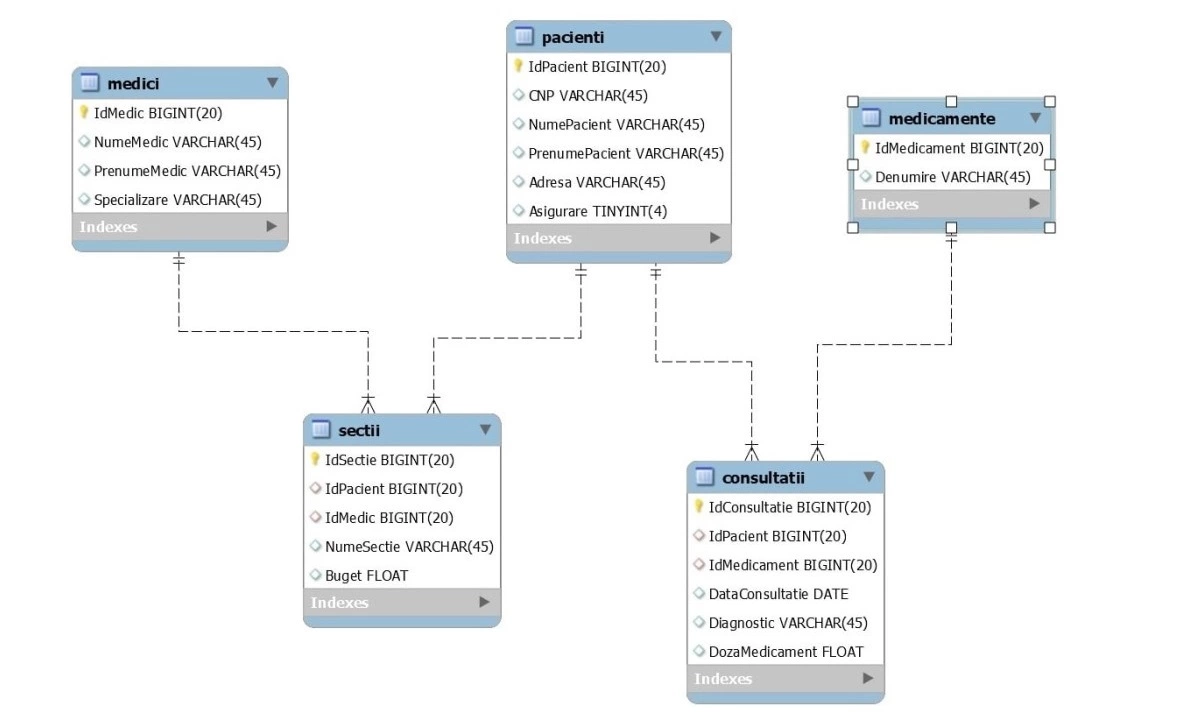 medici
IdMedic BIGINT(20)
NumeMedic VARCHAR(45)
PrenumeMedic VARCHAR(45)
Specializare VARCHAR(45)
Indexes
pacienti
IdPacient BIGINT(20)
CNP VARCHAR(45)
NumePacient VARCHAR(45)
PrenumePacient VARCHAR(45)
Adresa VARCHAR(45)
Asigurare TINYINT(4)
Indexes
medicamente
IdMedicament BIGINT(20)
Denumire VARCHAR(45)
Indexes
sectii
IdSectie BIGINT(20)
IdPacient BIGINT(20)
IdMedic BIGINT(20)
NumeSectie VARCHAR(45)
Buget FLOAT
Indexes
consultatii
IdConsultatie BIGINT(20)
IdPacient BIGINT(20)
IdMedicament BIGINT(20)
DataConsultatie DATE
Diagnostic VARCHAR(45)
DozaMedicament FLOAT
Indexes